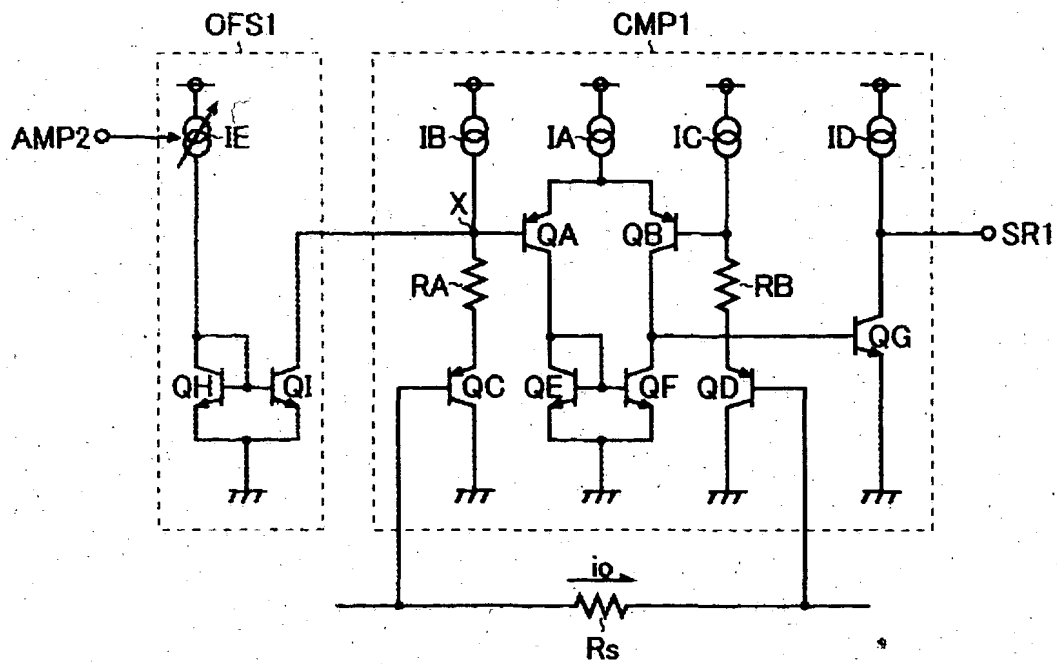 OFS1
CMP1
AMP2
IE
IB
IA
IC
ID
X
QA
QB
SR1
RA
RB
QG
QH
QI
QC
QE
QF
QD
io
Rs